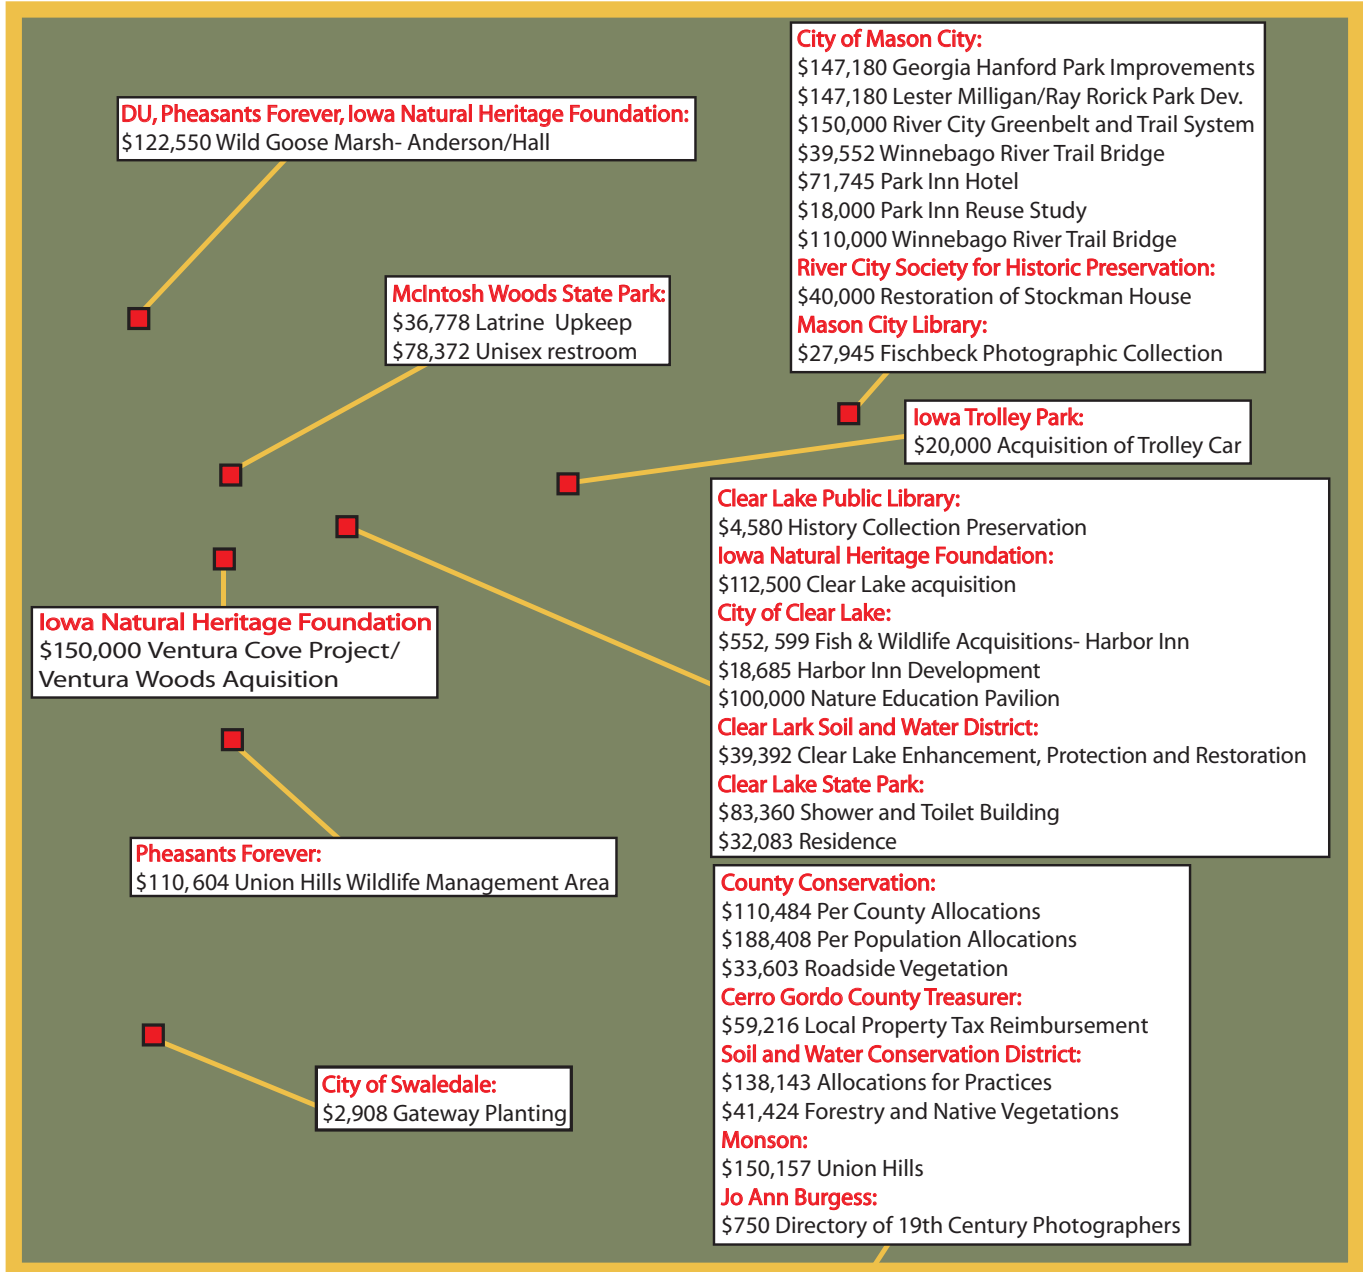 DU, Pheasants Forever, Iowa Natural Heritage Foundation:
$122,550 Wild Goose Marsh- Anderson/Hall
City of Mason City:
$147,180 Georgia Hanford Park Improvements
$147,180 Lester Milligan/Ray Rorick Park Dev.
$150,000 River City Greenbelt and Trail System
$39,552 Winnebago River Trail Bridge
$71,745 Park Inn Hotel
$18,000 Park Inn Reuse Study
$110,000 Winnebago River Trail Bridge
River City Society for Historic Preservation:
$40,000 Restoration of Stockman House
Mason City Library:
$27,945 Fischbeck Photographic Collection
McIntosh Woods State Park:
$36,778 Latrine Upkeep
$78,372 Unisex restroom
Iowa Trolley Park:
$20,000 Acquisition of Trolley Car
Clear Lake Public Library:
$4,580 History Collection Preservation
Iowa Natural Heritage Foundation:
$112,500 Clear Lake acquisition
City of Clear Lake:
$552, 599 Fish & Wildlife Acquisitions- Harbor Inn
$18,685 Harbor Inn Development
$100,000 Nature Education Pavilion
Clear Lark Soil and Water District:
$39,392 Clear Lake Enhancement, Protection and Restoration
Clear Lake State Park:
$83,360 Shower and Toilet Building
$32,083 Residence
Iowa Natural Heritage Foundation
$150,000 Ventura Cove Project/
Ventura Woods Aquisition
Pheasants Forever:
$110, 604 Union Hills Wildlife Management Area
County Conservation:
$110,484 Per County Allocations
$188,408 Per Population Allocations
$33,603 Roadside Vegetation
Cerro Gordo County Treasurer:
$59,216 Local Property Tax Reimbursement
Soil and Water Conservation District:
$138,143 Allocations for Practices
$41,424 Forestry and Native Vegetations
Monson:
$150,157 Union Hills
Jo Ann Burgess:
$750 Directory of 19th Century Photographers
City of Swaledale:
$2,908 Gateway Planting